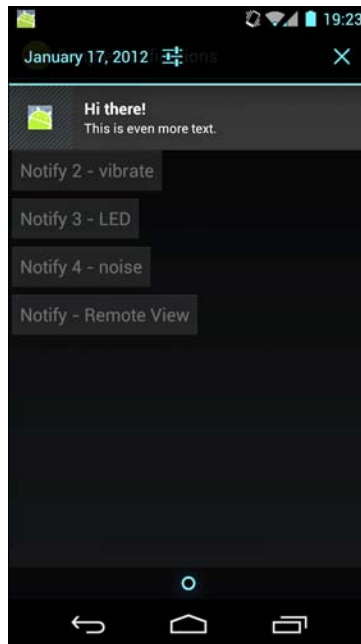 19:23
January 17, 2012
Hi there!
This is even more text.
Notify 2 - vibrate
Notify 3 - LED
Notify 4 - noise
Notify - Remote View